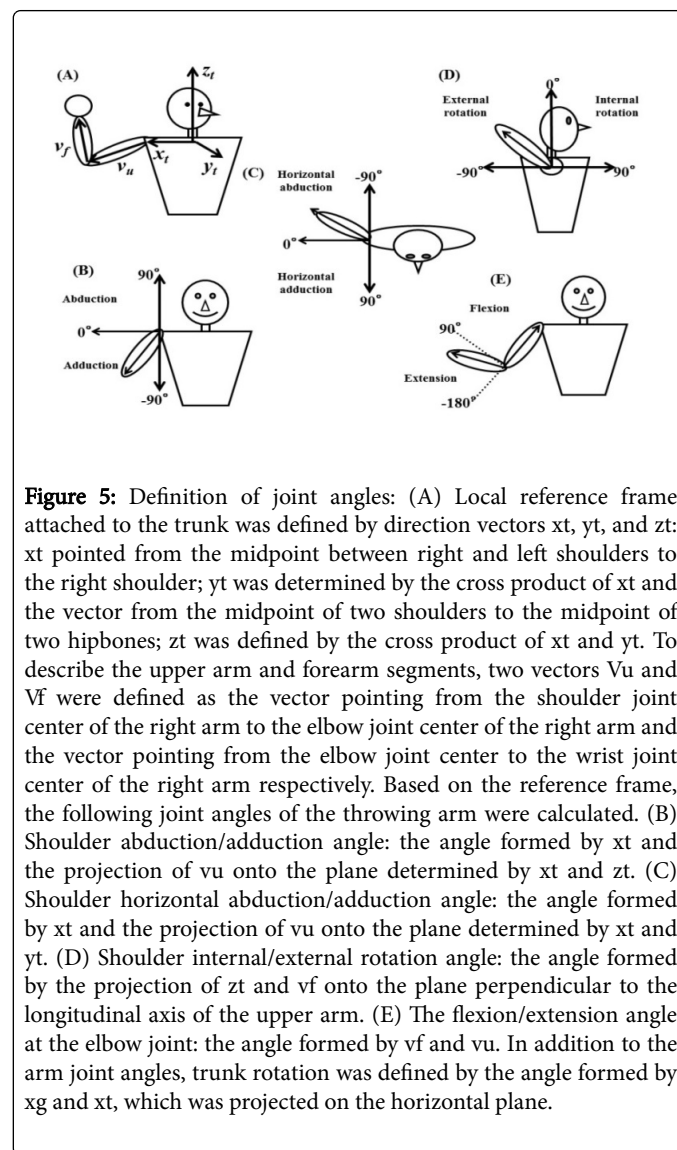 (A)
z_t
x_t
y_t
v_f
v_u
(D)
0°
External
rotation
Internal
rotation
-90°
90°
(C)
Horizontal
abduction
-90°
0°
Horizontal
adduction
90°
(B)
90°
Abduction
0°
Adduction
-90°
(E)
Flexion
90°
Extension
-180°
Figure 5: Definition of joint angles: (A) Local reference frame
attached to the trunk was defined by direction vectors xt, yt, and zt:
xt pointed from the midpoint between right and left shoulders to
the right shoulder; yt was determined by the cross product of xt and
the vector from the midpoint of two shoulders to the midpoint of
two hipbones; zt was defined by the cross product of xt and yt. To
describe the upper arm and forearm segments, two vectors Vu and
Vf were defined as the vector pointing from the shoulder joint
center of the right arm to the elbow joint center of the right arm and
the vector pointing from the elbow joint center to the wrist joint
center of the right arm respectively. Based on the reference frame,
the following joint angles of the throwing arm were calculated. (B)
Shoulder abduction/adduction angle: the angle formed by xt and
the projection of vu onto the plane determined by xt and zt. (C)
Shoulder horizontal abduction/adduction angle: the angle formed
by xt and the projection of vu onto the plane determined by xt and
yt. (D) Shoulder internal/external rotation angle: the angle formed
by the projection of zt and vf onto the plane perpendicular to the
longitudinal axis of the upper arm. (E) The flexion/extension angle
at the elbow joint: the angle formed by vf and vu. In addition to the
arm joint angles, trunk rotation was defined by the angle formed by
xg and xt, which was projected on the horizontal plane.